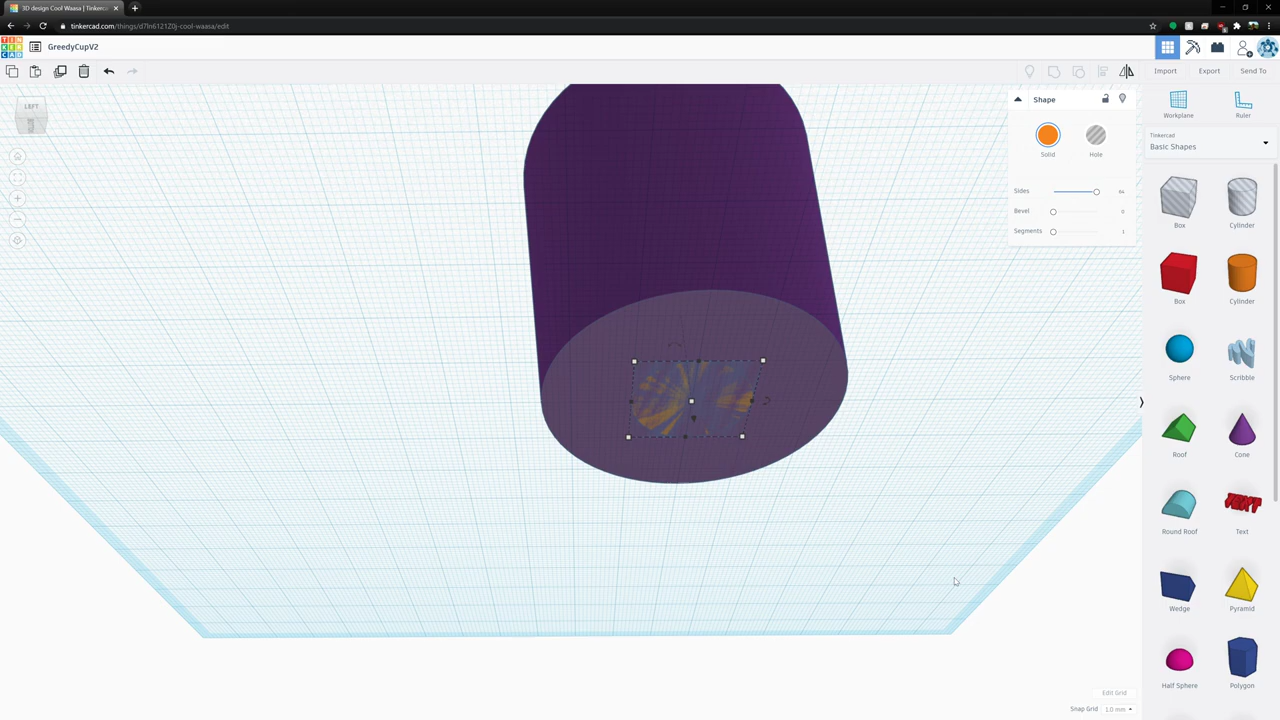 3D design Cool Waasa | Tinkercad
tinkercad.com/things/d7ln6121Z0j-cool-waasa/edit
TIN
KER
CAD
GreedyCupV2
Import
Export
Send To
LEFT
Shape
Solid
Hole
Sides
64
Bevel
0
Segments
1
Workplane
Ruler
Tinkercad
Basic Shapes
Box
Cylinder
Box
Cylinder
Sphere
Scribble
Roof
Cone
Round Roof
Text
Wedge
Pyramid
Half Sphere
Polygon
Edit Grid
Snap Grid
1.0 mm